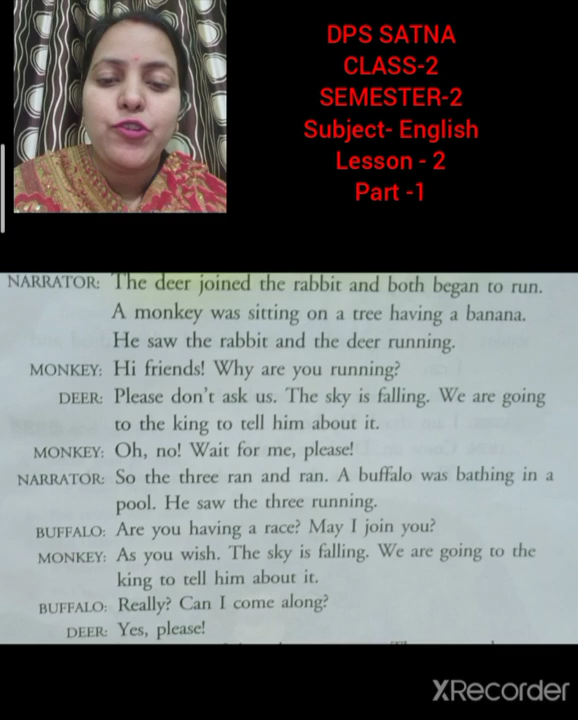 DPS SATNA
CLASS-2
SEMESTER-2
Subject- English
Lesson - 2
Part -1
NARRATOR: The deer joined the rabbit and both began to run.
A monkey was sitting on a tree having a banana.
He saw the rabbit and the deer running.
MONKEY: Hi friends! Why are you running?
DEER: Please don't ask us. The sky is falling. We are going
to the king to tell him about it.
MONKEY: Oh, no! Wait for me, please!
NARRATOR: So the three ran and ran. A buffalo was bathing in a
pool. He saw the three running.
BUFFALO: Are you having a race? May I join you?
MONKEY: As you wish. The sky is falling. We are going to the
king to tell him about it.
BUFFALO: Really? Can I come along?
DEER: Yes, please!
XRecorder